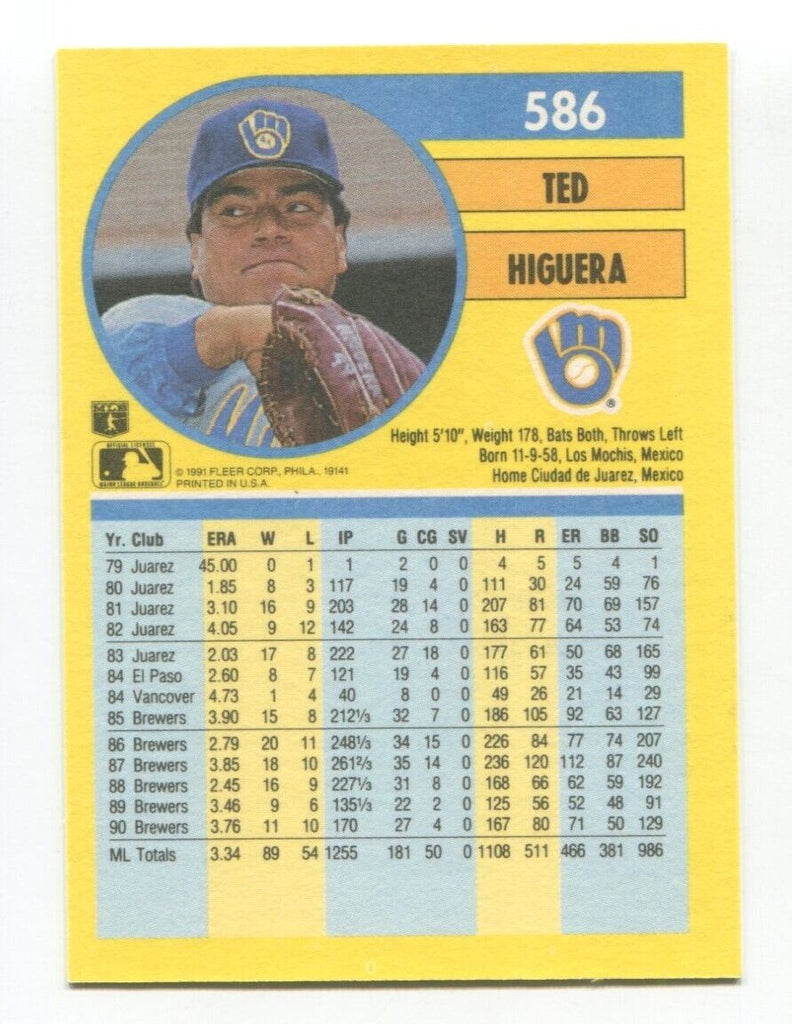 586
TED
HIGUERA
Height 5'10", Weight 178, Bats Both, Throws Left
Born 11-9-58, Los Mochis, Mexico
Home Ciudad de Juarez, Mexico
© 1991 FLEER CORP., PHILA., 19141
PRINTED IN U.S.A.
Yr. Club ERA W L IP G CG SV H R ER BB SO
79 Juarez 45.00 0 1 1 2 0 0 4 5 5 4 1
80 Juarez 1.85 8 3 117 19 4 0 111 30 24 59 76
81 Juarez 3.10 16 9 203 28 14 0 207 81 70 69 157
82 Juarez 4.05 9 12 142 24 8 0 163 77 64 53 74
83 Juarez 2.03 17 8 222 27 18 0 177 61 50 68 165
84 El Paso 2.60 8 7 121 19 4 0 116 57 35 43 99
84 Vancover 4.73 1 4 40 8 0 0 49 26 21 14 29
85 Brewers 3.90 15 8 212⅓ 32 7 0 186 105 92 63 127
86 Brewers 2.79 20 11 248⅓ 34 15 0 226 84 77 74 207
87 Brewers 3.85 18 10 261⅔ 35 14 0 236 120 112 87 240
88 Brewers 2.45 16 9 227⅓ 31 8 0 168 66 62 59 192
89 Brewers 3.46 9 6 135⅓ 22 2 0 125 56 52 48 91
90 Brewers 3.76 11 10 170 27 4 0 167 80 71 50 129
ML Totals 3.34 89 54 1255 181 50 0 1108 511 466 381 986